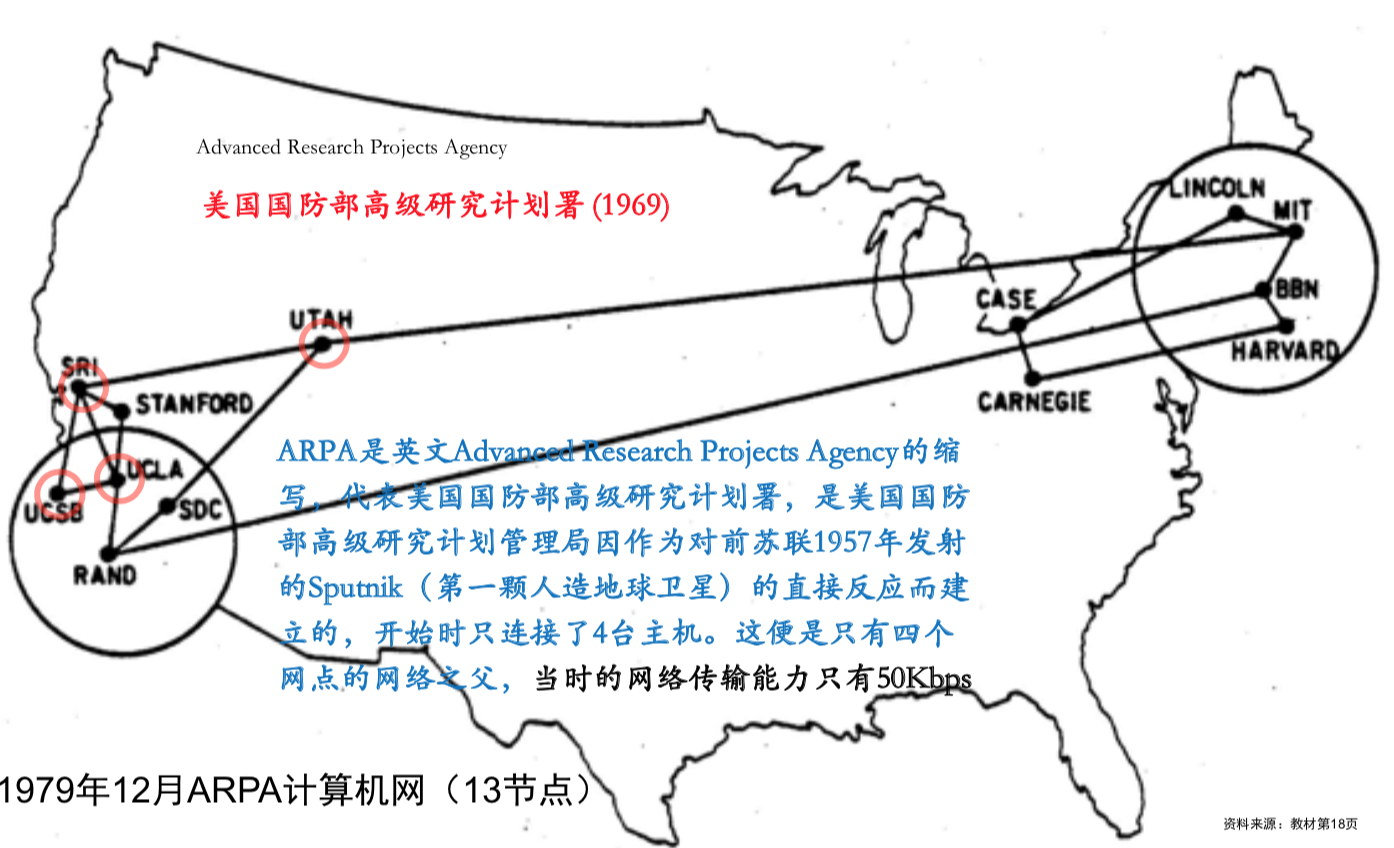 Advanced Research Projects Agency
美国国防部高级研究计划署 (1969)
LINCOLN
MIT
BBN
HARVARD
CASE
CARNEGIE
UTAH
SRI
STANFORD
UCLA
UCSB
SDC
RAND
ARPA是英文Advanced Research Projects Agency的缩
写，代表美国国防部高级研究计划署，是美国国防
部高级研究计划管理局因作为对前苏联1957年发射
的Sputnik（第一颗人造地球卫星）的直接反应而建
立的，开始时只连接了4台主机。这便是只有四个
网点的网络之父，当时的网络传输能力只有50Kbps
1979年12月ARPA计算机网（13节点）
资料来源：教材第18页